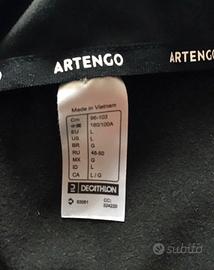 ARTENGO
ARTENGO
Made in Vietnam
Cm 96-103
180/100A
EU L
US L
BR G
RU 48-50
MX G
ID L
CA L / G
DECATHLON
CC:
subito